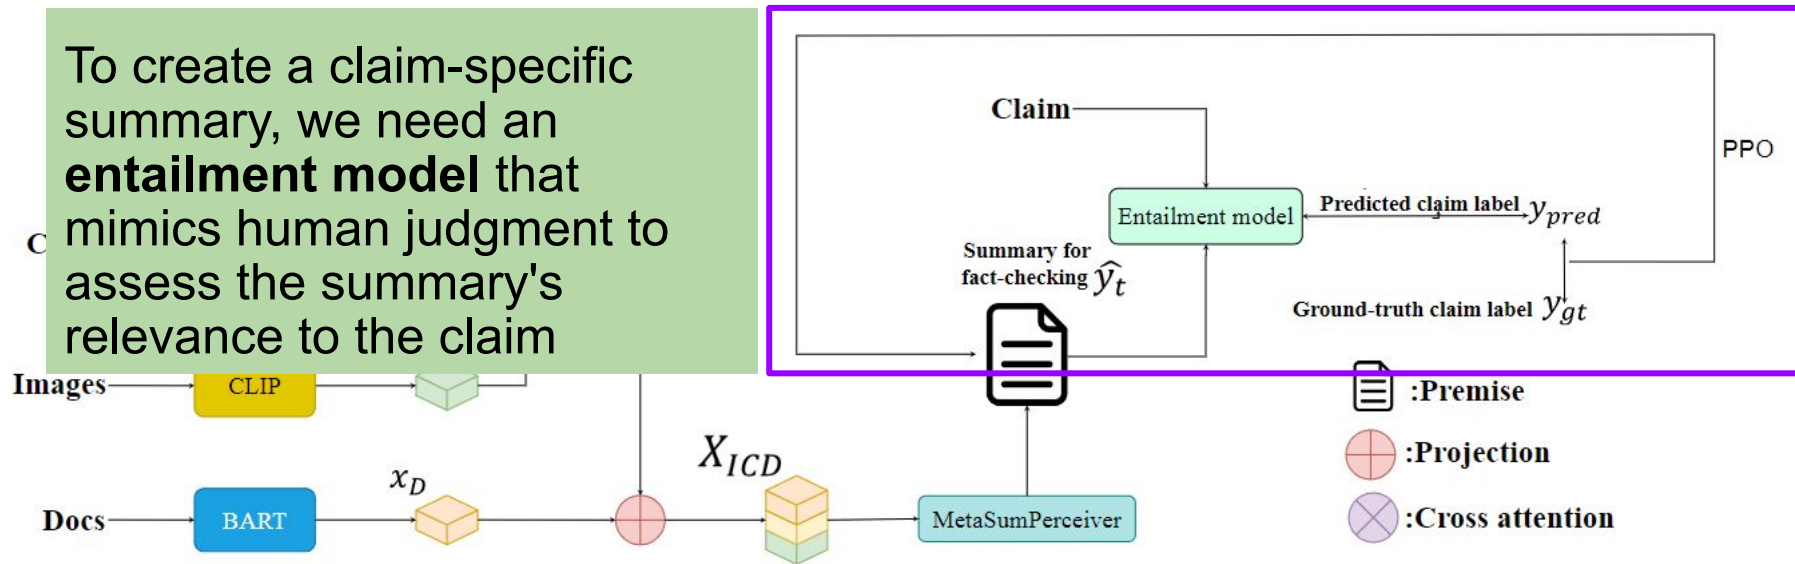 To create a claim-specific
summary, we need an
entailment model that
mimics human judgment to
assess the summary's
relevance to the claim
Claim
PPO
Entailment model
Predicted claim label y_pred
Summary for
fact-checking ŷ_t
Ground-truth claim label y_gt
C
Images
CLIP
:Premise
X_ICD
:Projection
x_D
Docs
BART
MetaSumPerceiver
:Cross attention